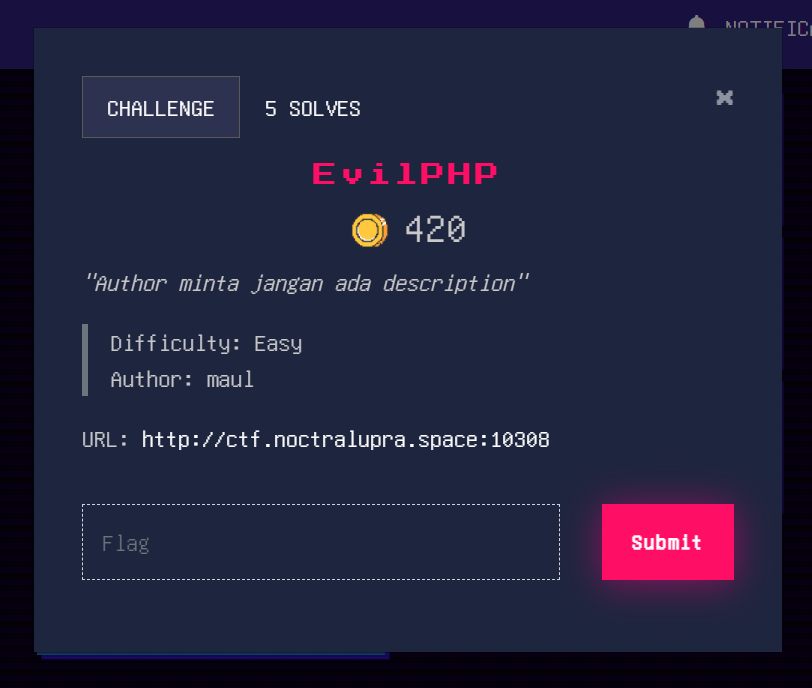 CHALLENGE
5 SOLVES
EvilPHP
420
"Author minta jangan ada description"
Difficulty: Easy
Author: maul
URL: http://ctf.noctralupra.space:10308
Flag
Submit